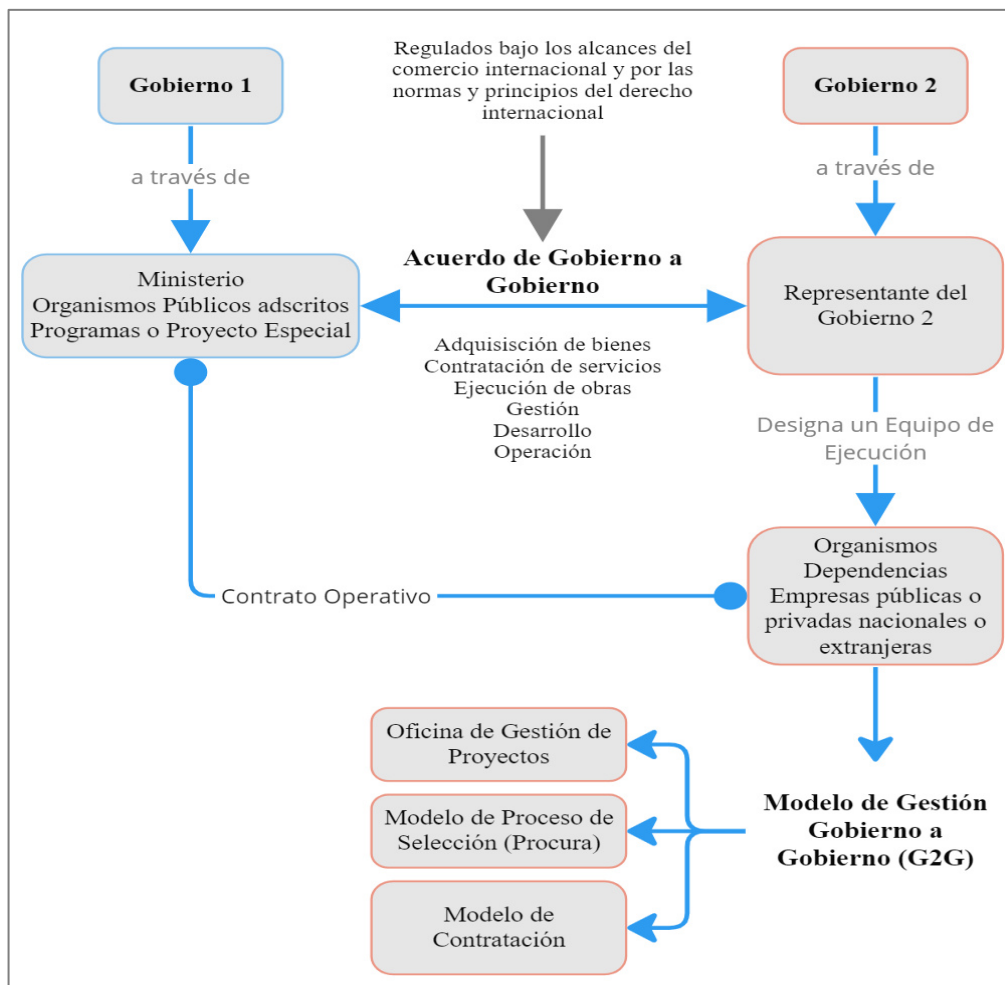 Gobierno 1
Regulados bajo los alcances del
comercio internacional y por las
normas y principios del derecho
internacional
Gobierno 2
a través de
a través de
Ministerio
Organismos Públicos adscritos
Programas o Proyecto Especial
Acuerdo de Gobierno a
Gobierno
Representante del
Gobierno 2
Adquisisción de bienes
Contratación de servicios
Ejecución de obras
Gestión
Desarrollo
Operación
Designa un Equipo de
Ejecución
Organismos
Dependencias
Empresas públicas o
privadas nacionales o
extranjeras
Contrato Operativo
Oficina de Gestión de
Proyectos
Modelo de Proceso de
Selección (Procura)
Modelo de
Contratación
Modelo de Gestión
Gobierno a
Gobierno (G2G)